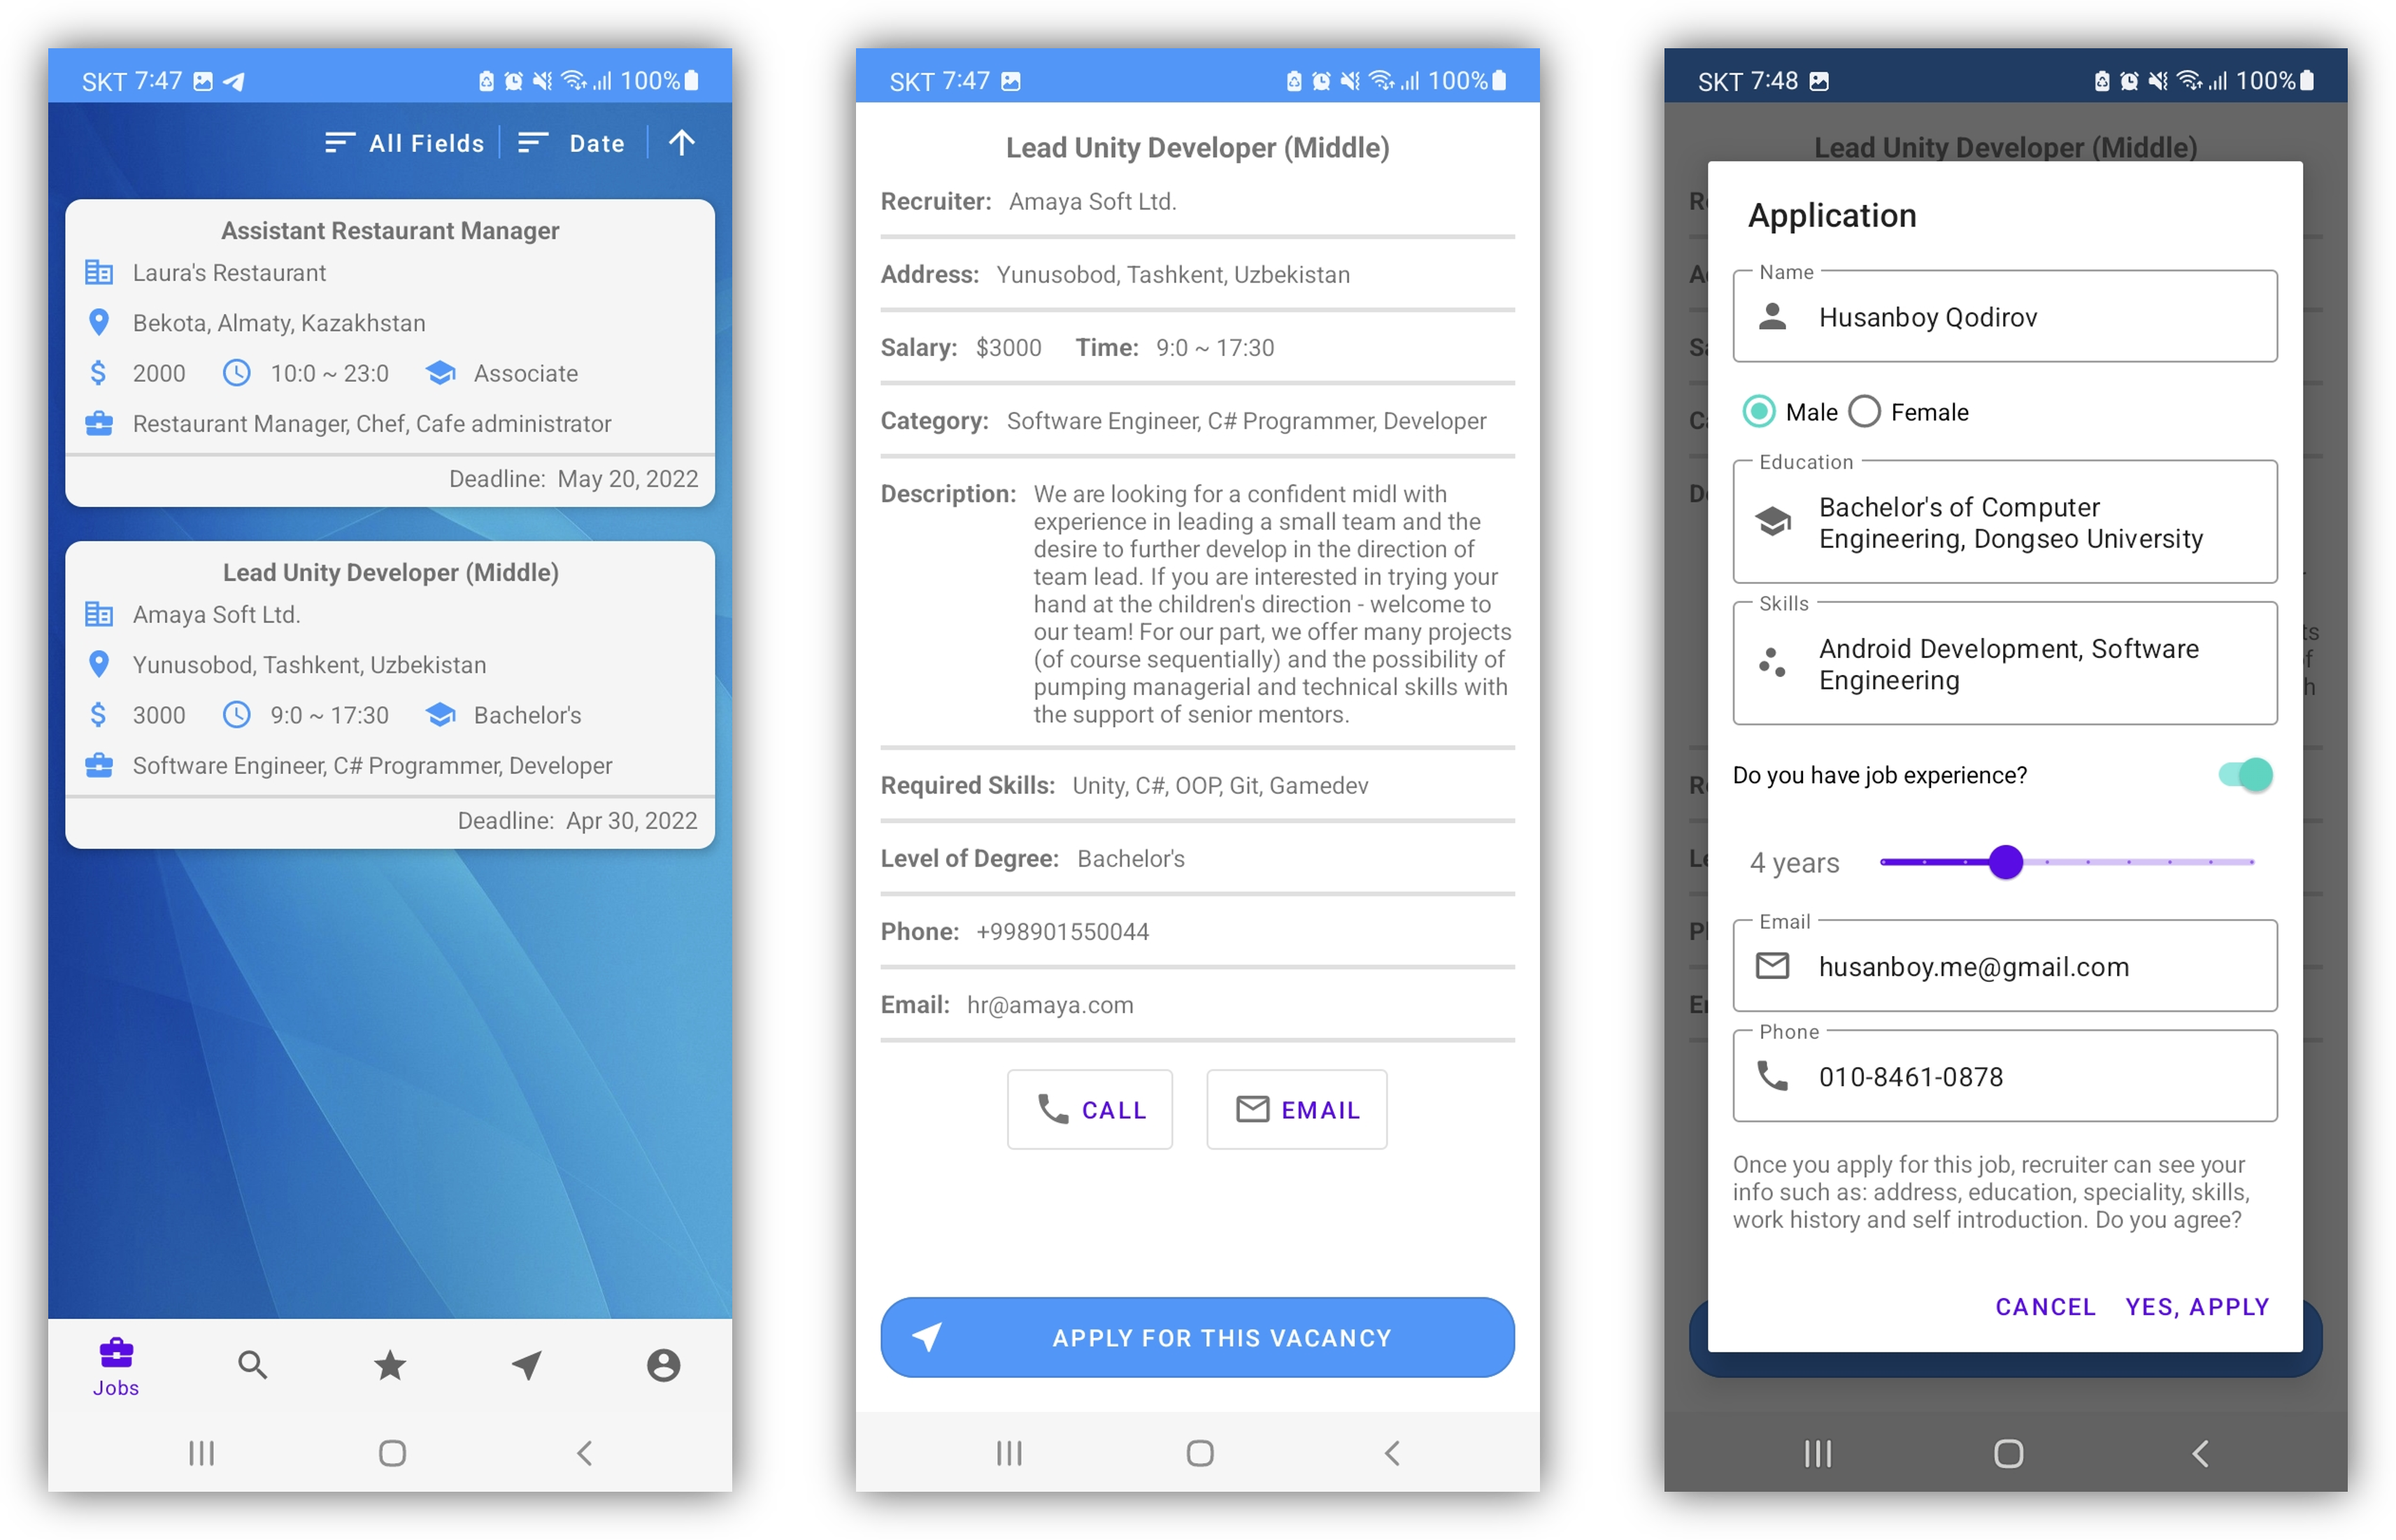 SKT 7:47 100%
All Fields Date
Assistant Restaurant Manager
Laura's Restaurant
Bekota, Almaty, Kazakhstan
2000 10:0 ~ 23:0 Associate
Restaurant Manager, Chef, Cafe administrator
Deadline: May 20, 2022
Lead Unity Developer (Middle)
Amaya Soft Ltd.
Yunusobod, Tashkent, Uzbekistan
3000 9:0 ~ 17:30 Bachelor's
Software Engineer, C# Programmer, Developer
Deadline: Apr 30, 2022
Jobs
SKT 7:47 100%
Lead Unity Developer (Middle)
Recruiter: Amaya Soft Ltd.
Address: Yunusobod, Tashkent, Uzbekistan
Salary: $3000 Time: 9:0 ~ 17:30
Category: Software Engineer, C# Programmer, Developer
Description: We are looking for a confident midl with
experience in leading a small team and the
desire to further develop in the direction of
team lead. If you are interested in trying your
hand at the children's direction - welcome to
our team! For our part, we offer many projects
(of course sequentially) and the possibility of
pumping managerial and technical skills with
the support of senior mentors.
Required Skills: Unity, C#, OOP, Git, Gamedev
Level of Degree: Bachelor's
Phone: +998901550044
Email: hr@amaya.com
CALL EMAIL
APPLY FOR THIS VACANCY
SKT 7:48 100%
Lead Unity Developer (Middle)
Application
Name
Husanboy Qodirov
Male Female
Education
Bachelor's of Computer
Engineering, Dongseo University
Skills
Android Development, Software
Engineering
Do you have job experience?
4 years
Email
husanboy.me@gmail.com
Phone
010-8461-0878
Once you apply for this job, recruiter can see your
info such as: address, education, speciality, skills,
work history and self introduction. Do you agree?
CANCEL YES, APPLY